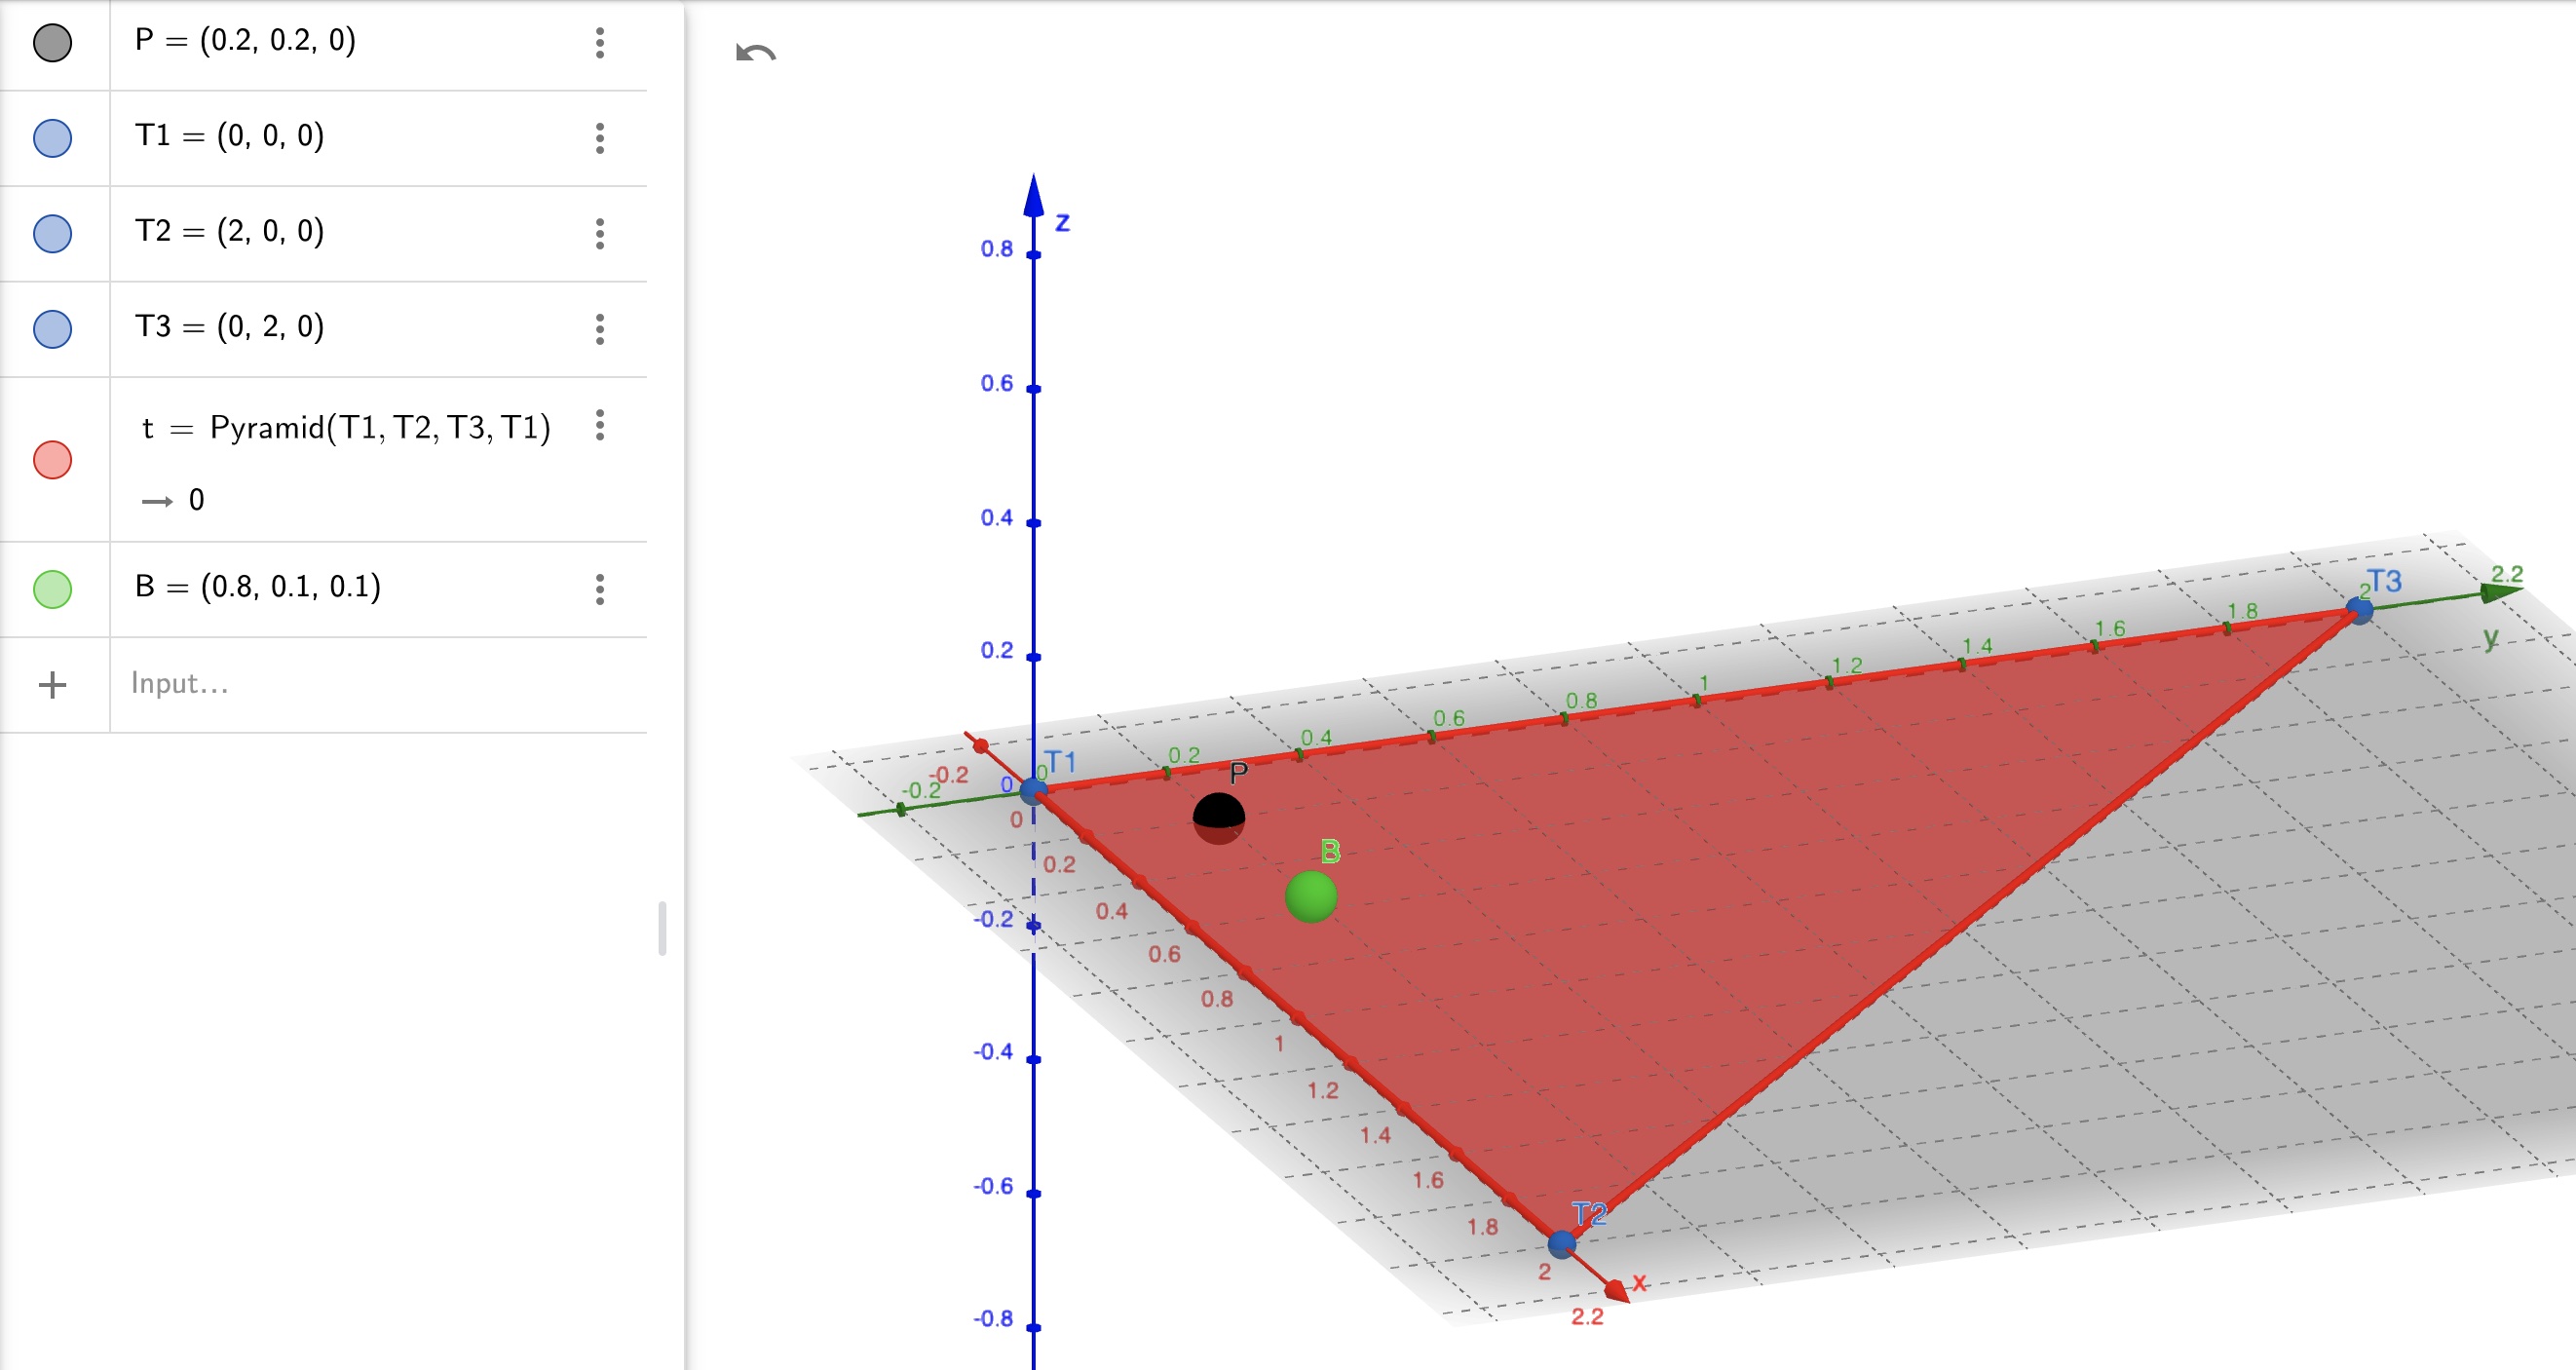 P = (0.2, 0.2, 0)
T1 = (0, 0, 0)
T2 = (2, 0, 0)
T3 = (0, 2, 0)
t = Pyramid(T1, T2, T3, T1)
→ 0
B = (0.8, 0.1, 0.1)
+ Input…
z
0.8
0.6
0.4
0.2
0
-0.2
-0.4
-0.6
-0.8
-0.2
0
0.2
0.4
0.6
0.8
1
1.2
1.4
1.6
1.8
2
2.2
y
-0.2
0
0.2
0.4
0.6
0.8
1
1.2
1.4
1.6
1.8
2
2.2
x
T1
P
B
T2
T3